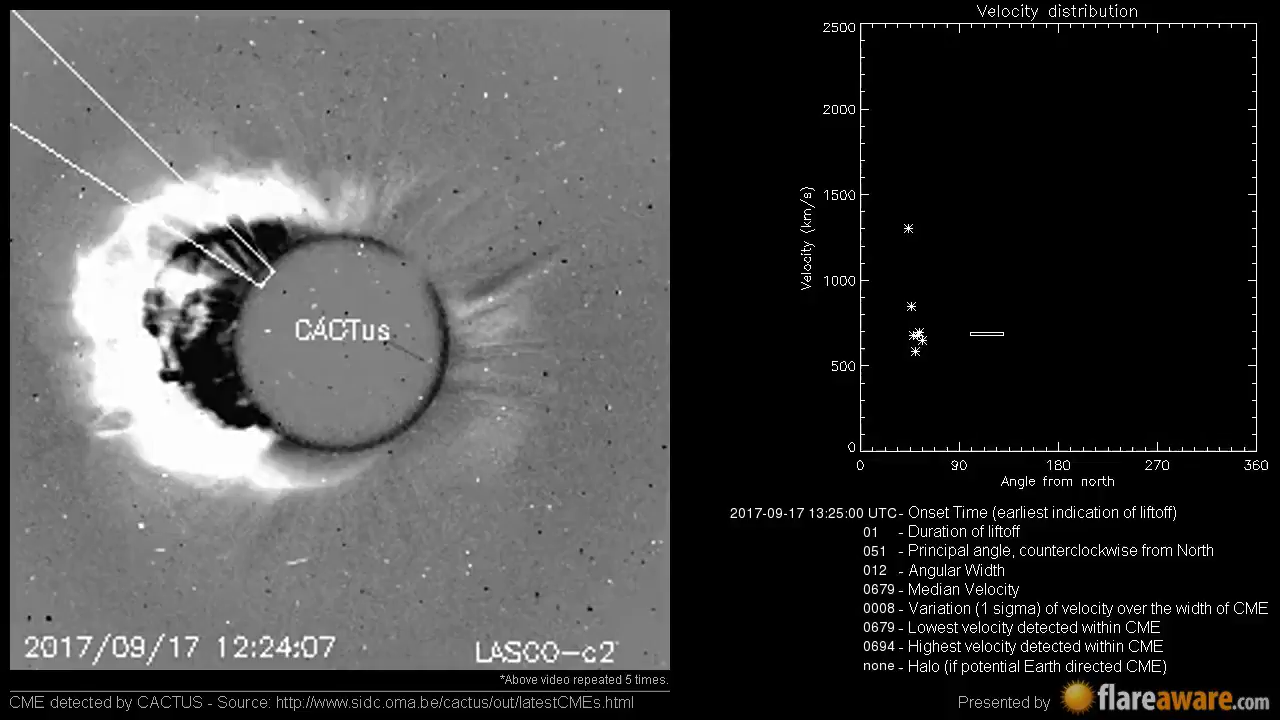 CACTus
2017/09/17 12:24:07
LASCO-c2
*Above video repeated 5 times.
CME detected by CACTUS - Source: http://www.sidc.oma.be/cactus/out/latestCMEs.html
Velocity distribution
Velocity (km/s)
2500
2000
1500
1000
500
0
0 90 180 270 360
Angle from north
2017-09-17 13:25:00 UTC - Onset Time (earliest indication of liftoff)
01 - Duration of liftoff
051 - Principal angle, counterclockwise from North
012 - Angular Width
0679 - Median Velocity
0008 - Variation (1 sigma) of velocity over the width of CME
0679 - Lowest velocity detected within CME
0694 - Highest velocity detected within CME
none - Halo (if potential Earth directed CME)
Presented by flareaware.com